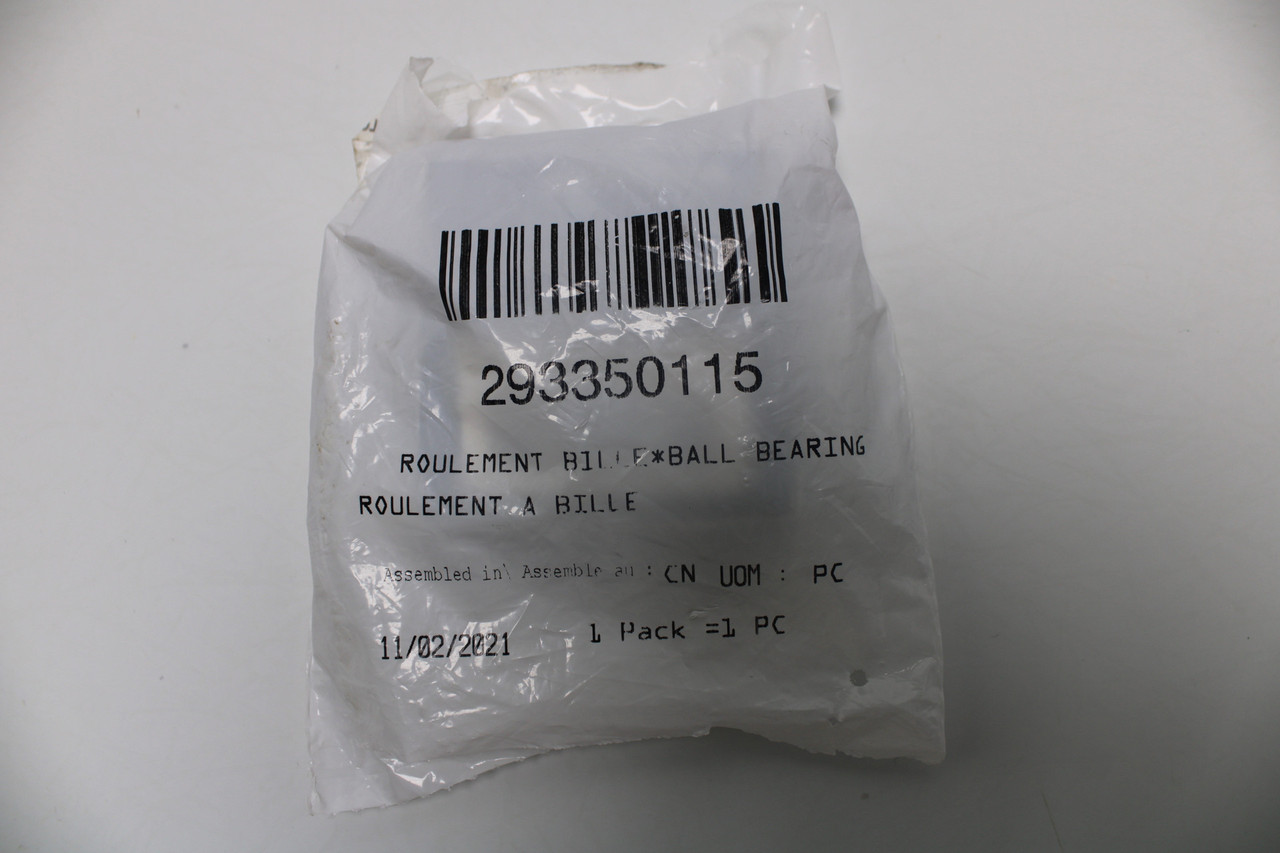 293350115
ROULEMENT BILLE*BALL BEARING
ROULEMENT A BILLE
Assembled in\ Assemble au : CN UOM : PC
11/02/2021 1 Pack =1 PC